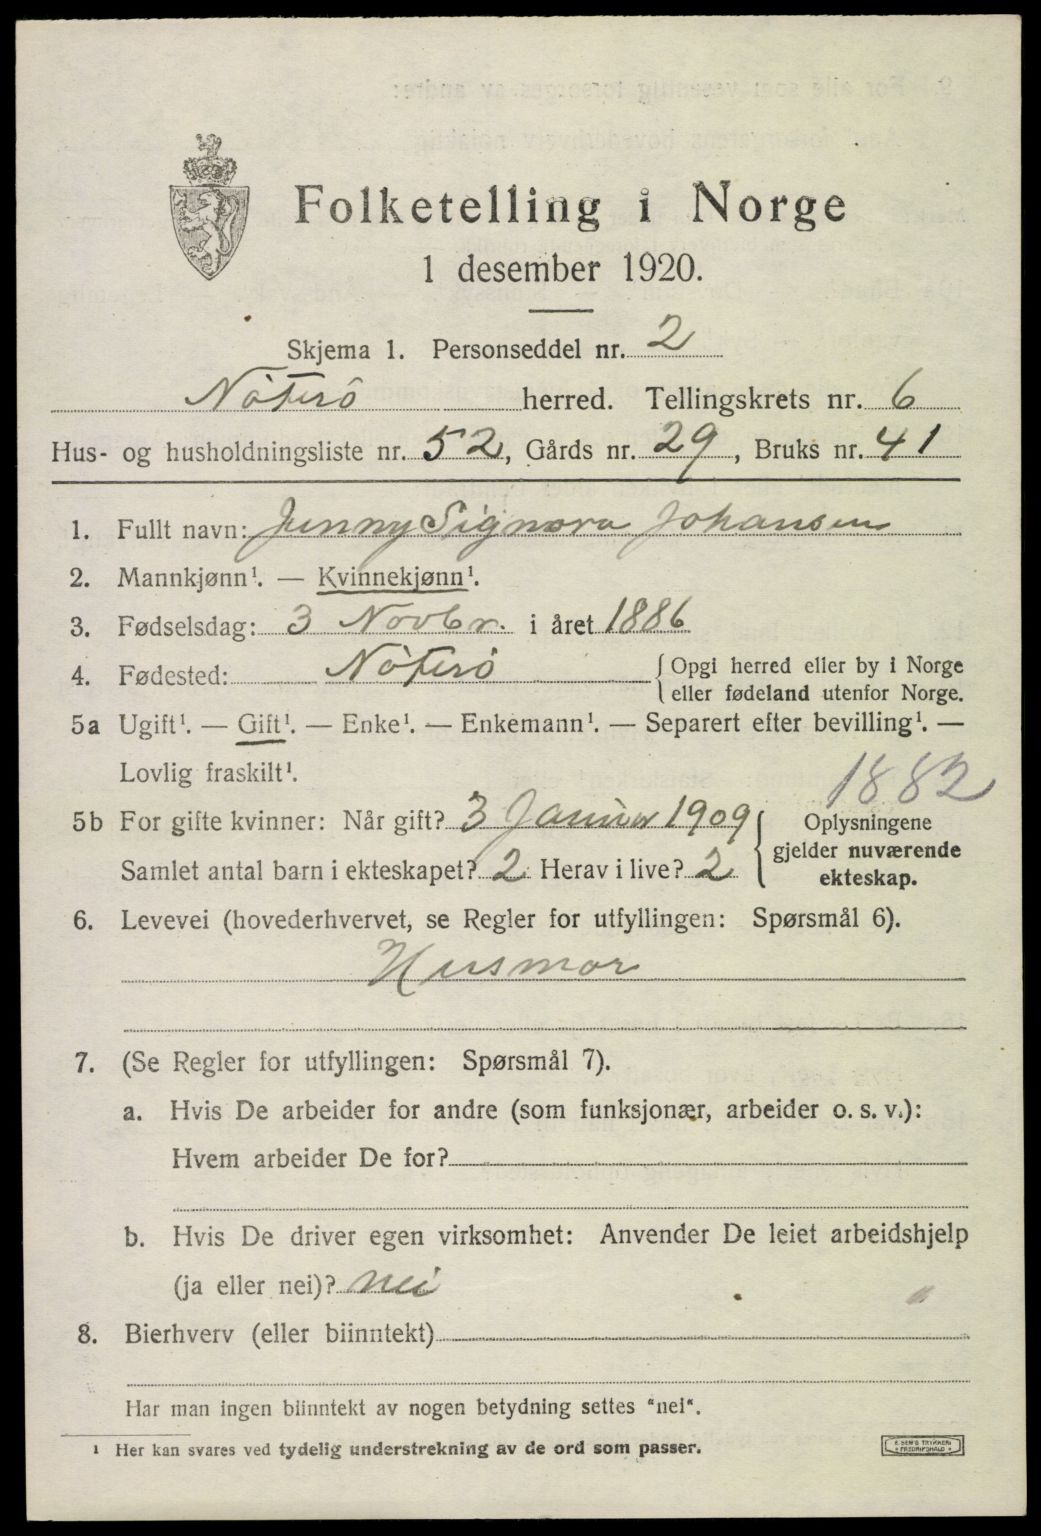 Folketelling i Norge
1 desember 1920.
Skjema 1. Personseddel nr. 2
Nöterö herred. Tellingskrets nr. 6
Hus- og husholdningsliste nr. 52, Gårds nr. 29, Bruks nr. 41
1. Fullt navn: Jenny Signora Johansen
2. Mannkjønn¹. — Kvinnekjønn¹.
3. Fødselsdag: 3 Novbr. i året 1886
4. Fødested: Nöterö { Opgi herred eller by i Norge
eller fødeland utenfor Norge.
5a Ugift¹. — Gift¹. — Enke¹. — Enkemann¹. — Separert efter bevilling¹. —
Lovlig fraskilt¹.
1882
5b For gifte kvinner: Når gift? 3 Januar 1909 { Oplysningene
gjelder nuværende
Samlet antal barn i ekteskapet? 2 Herav i live? 2 ekteskap.
6. Levevei (hovederhvervet, se Regler for utfyllingen: Spørsmål 6).
Husmor
7. (Se Regler for utfyllingen: Spørsmål 7).
a. Hvis De arbeider for andre (som funksjonær, arbeider o. s. v.):
Hvem arbeider De for?
b. Hvis De driver egen virksomhet: Anvender De leiet arbeidshjelp
(ja eller nei)? nei
8. Bierhverv (eller biinntekt)
Har man ingen biinntekt av nogen betydning settes "nei".
¹ Her kan svares ved tydelig understrekning av de ord som passer.